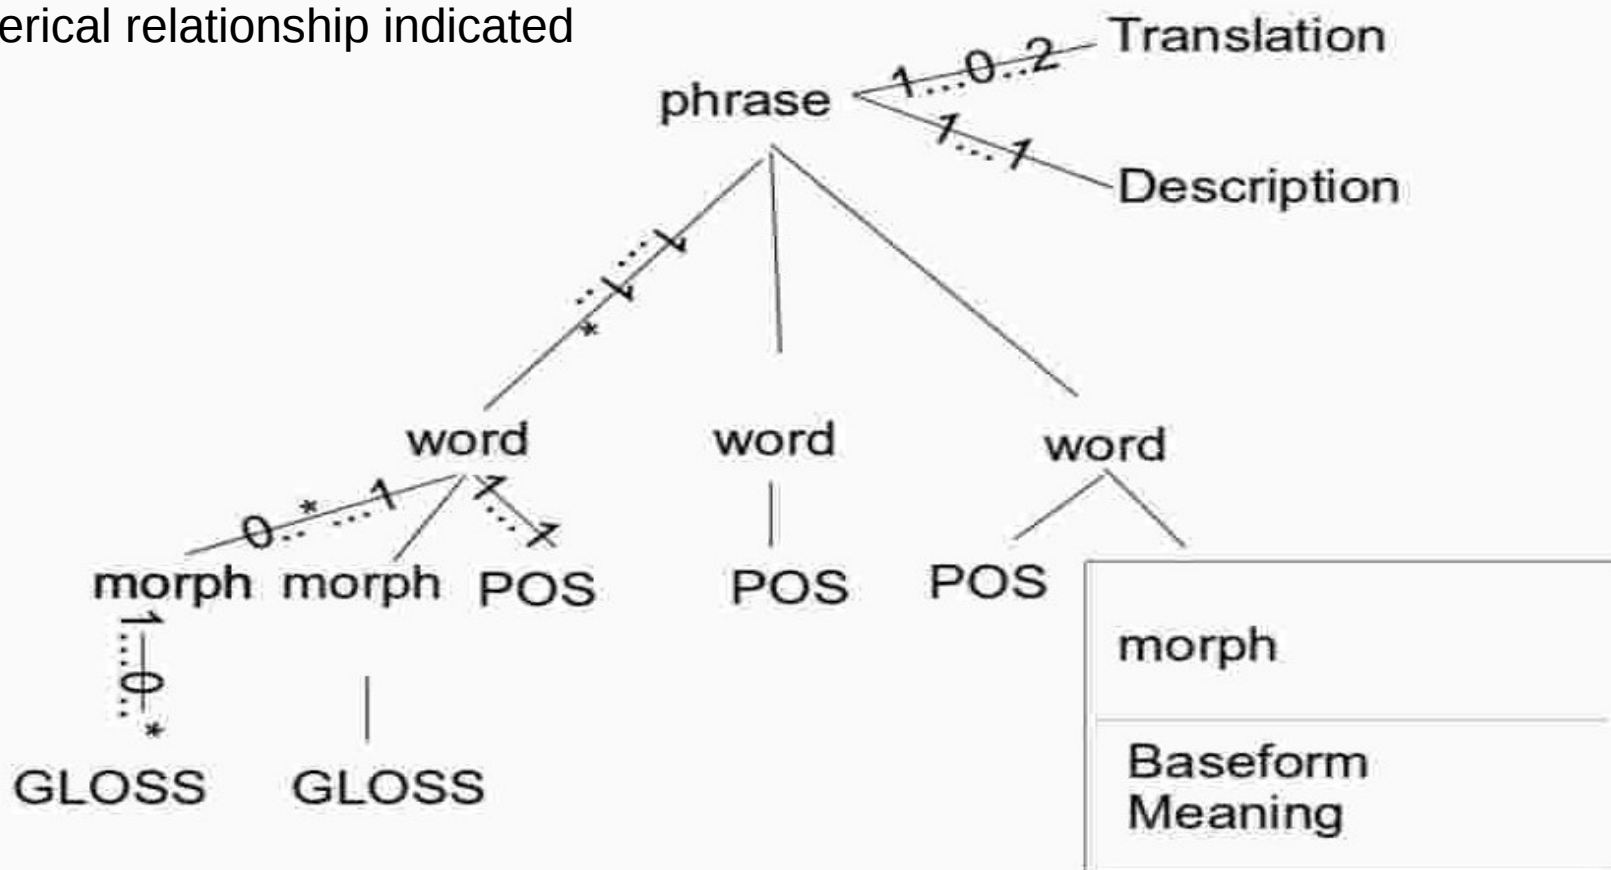 erical relationship indicated
Translation
1...0..2
phrase
1....1
Description
1....1..*
word word word
0..*....1
1....1
morph morph POS POS POS
1....0..*
morph
GLOSS GLOSS
Baseform
Meaning